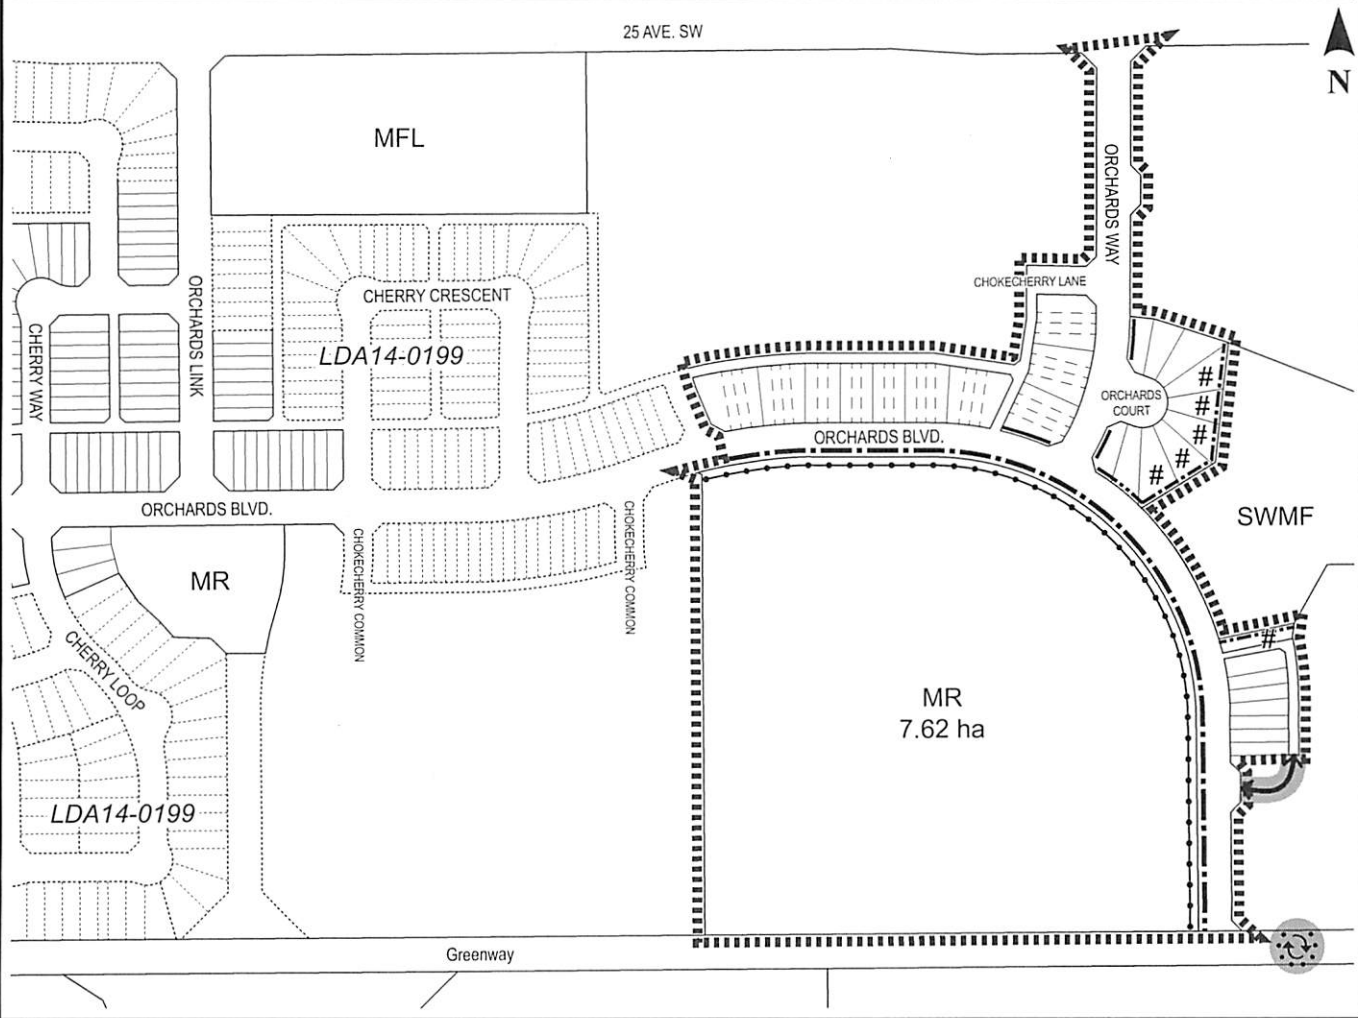 25 AVE. SW
N
MFL
ORCHARDS WAY
CHOKECHERRY LANE
CHERRY CRESCENT
ORCHARDS LINK
CHERRY WAY
LDA14-0199
#
ORCHARDS
COURT
#
#
#
#
ORCHARDS BLVD.
ORCHARDS BLVD.
SWMF
CHOKECHERRY COMMON
CHOKECHERRY COMMON
MR
#
CHERRY LOOP
MR
7.62 ha
LDA14-0199
Greenway